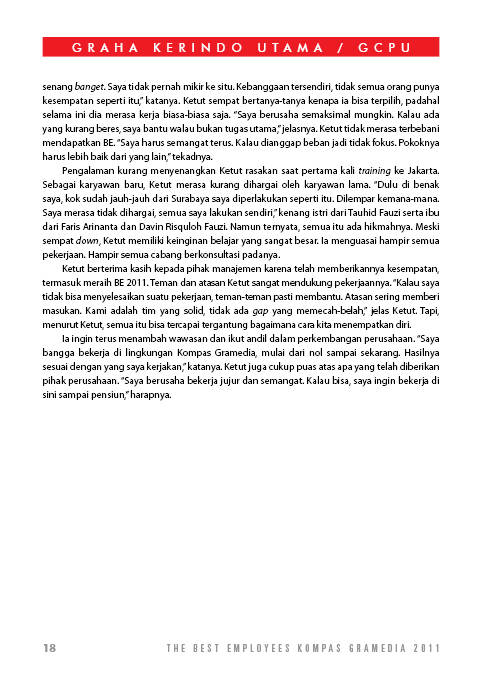 GRAHA KERINDO UTAMA / GCPU
senang banget. Saya tidak pernah mikir ke situ. Kebanggaan tersendiri, tidak semua orang punya
kesempatan seperti itu,” katanya. Ketut sempat bertanya-tanya kenapa ia bisa terpilih, padahal
selama ini dia merasa kerja biasa-biasa saja. “Saya berusaha semaksimal mungkin. Kalau ada
yang kurang beres, saya bantu walau bukan tugas utama,” jelasnya. Ketut tidak merasa terbebani
mendapatkan BE. “Saya harus semangat terus. Kalau dianggap beban jadi tidak fokus. Pokoknya
harus lebih baik dari yang lain,” tekadnya.
Pengalaman kurang menyenangkan Ketut rasakan saat pertama kali training ke Jakarta.
Sebagai karyawan baru, Ketut merasa kurang dihargai oleh karyawan lama. “Dulu di benak
saya, kok sudah jauh-jauh dari Surabaya saya diperlakukan seperti itu. Dilempar kemana-mana.
Saya merasa tidak dihargai, semua saya lakukan sendiri,” kenang istri dari Tauhid Fauzi serta ibu
dari Faris Arinanta dan Davin Risquloh Fauzi. Namun ternyata, semua itu ada hikmahnya. Meski
sempat down, Ketut memiliki keinginan belajar yang sangat besar. Ia menguasai hampir semua
pekerjaan. Hampir semua cabang berkonsultasi padanya.
Ketut berterima kasih kepada pihak manajemen karena telah memberikannya kesempatan,
termasuk meraih BE 2011. Teman dan atasan Ketut sangat mendukung pekerjaannya. “Kalau saya
tidak bisa menyelesaikan suatu pekerjaan, teman-teman pasti membantu. Atasan sering memberi
masukan. Kami adalah tim yang solid, tidak ada gap yang memecah-belah,” jelas Ketut. Tapi,
menurut Ketut, semua itu bisa tercapai tergantung bagaimana cara kita menempatkan diri.
Ia ingin terus menambah wawasan dan ikut andil dalam perkembangan perusahaan. “Saya
bangga bekerja di lingkungan Kompas Gramedia, mulai dari nol sampai sekarang. Hasilnya
sesuai dengan yang saya kerjakan,” katanya. Ketut juga cukup puas atas apa yang telah diberikan
pihak perusahaan. “Saya berusaha bekerja jujur dan semangat. Kalau bisa, saya ingin bekerja di
sini sampai pensiun,” harapnya.
18 THE BEST EMPLOYEES KOMPAS GRAMEDIA 2011